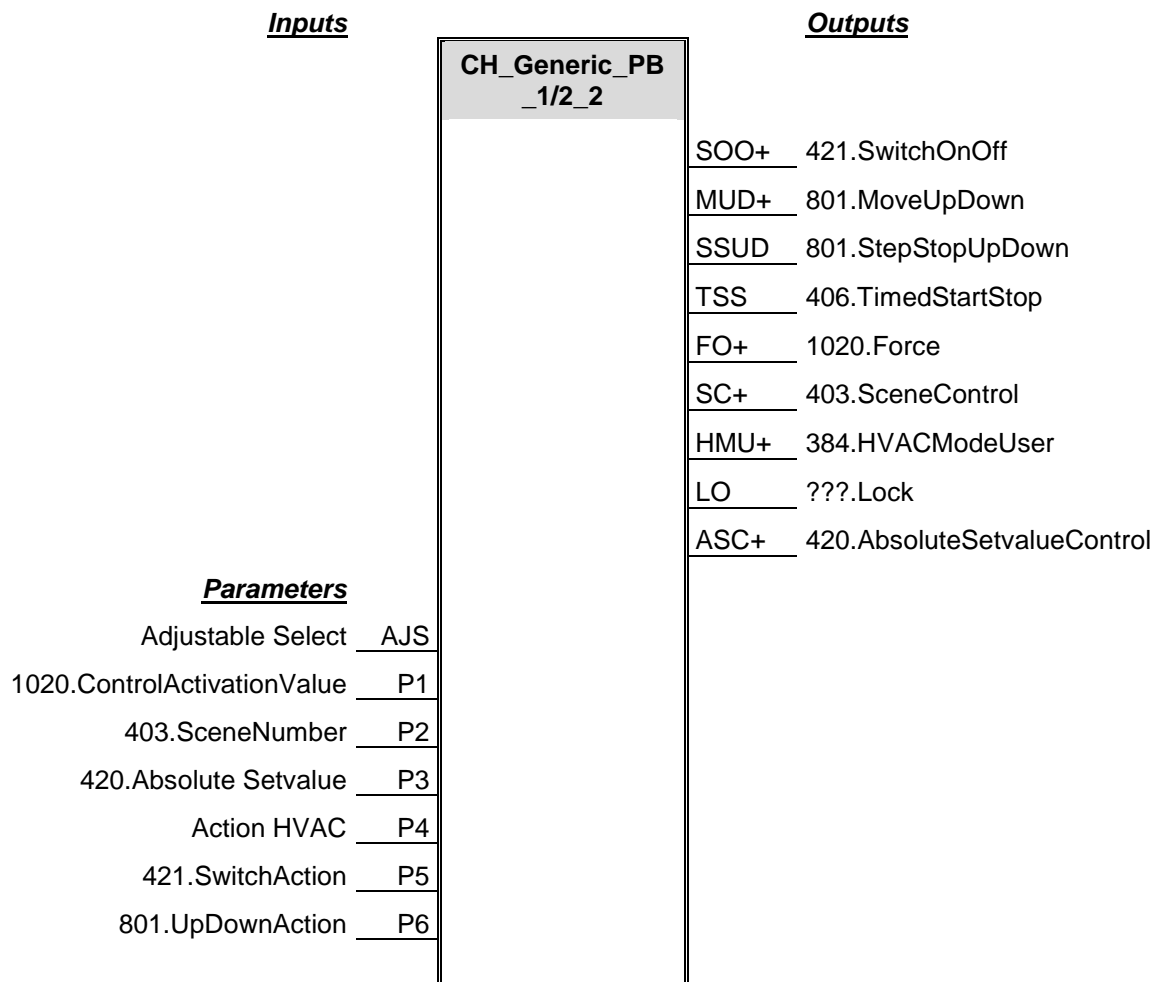 Inputs
Outputs
CH_Generic_PB
_1/2_2
SOO+ 421.SwitchOnOff
MUD+ 801.MoveUpDown
SSUD 801.StepStopUpDown
TSS 406.TimedStartStop
FO+ 1020.Force
SC+ 403.SceneControl
HMU+ 384.HVACModeUser
LO ???.Lock
ASC+ 420.AbsoluteSetvalueControl
Parameters
Adjustable Select AJS
1020.ControlActivationValue P1
403.SceneNumber P2
420.Absolute Setvalue P3
Action HVAC P4
421.SwitchAction P5
801.UpDownAction P6